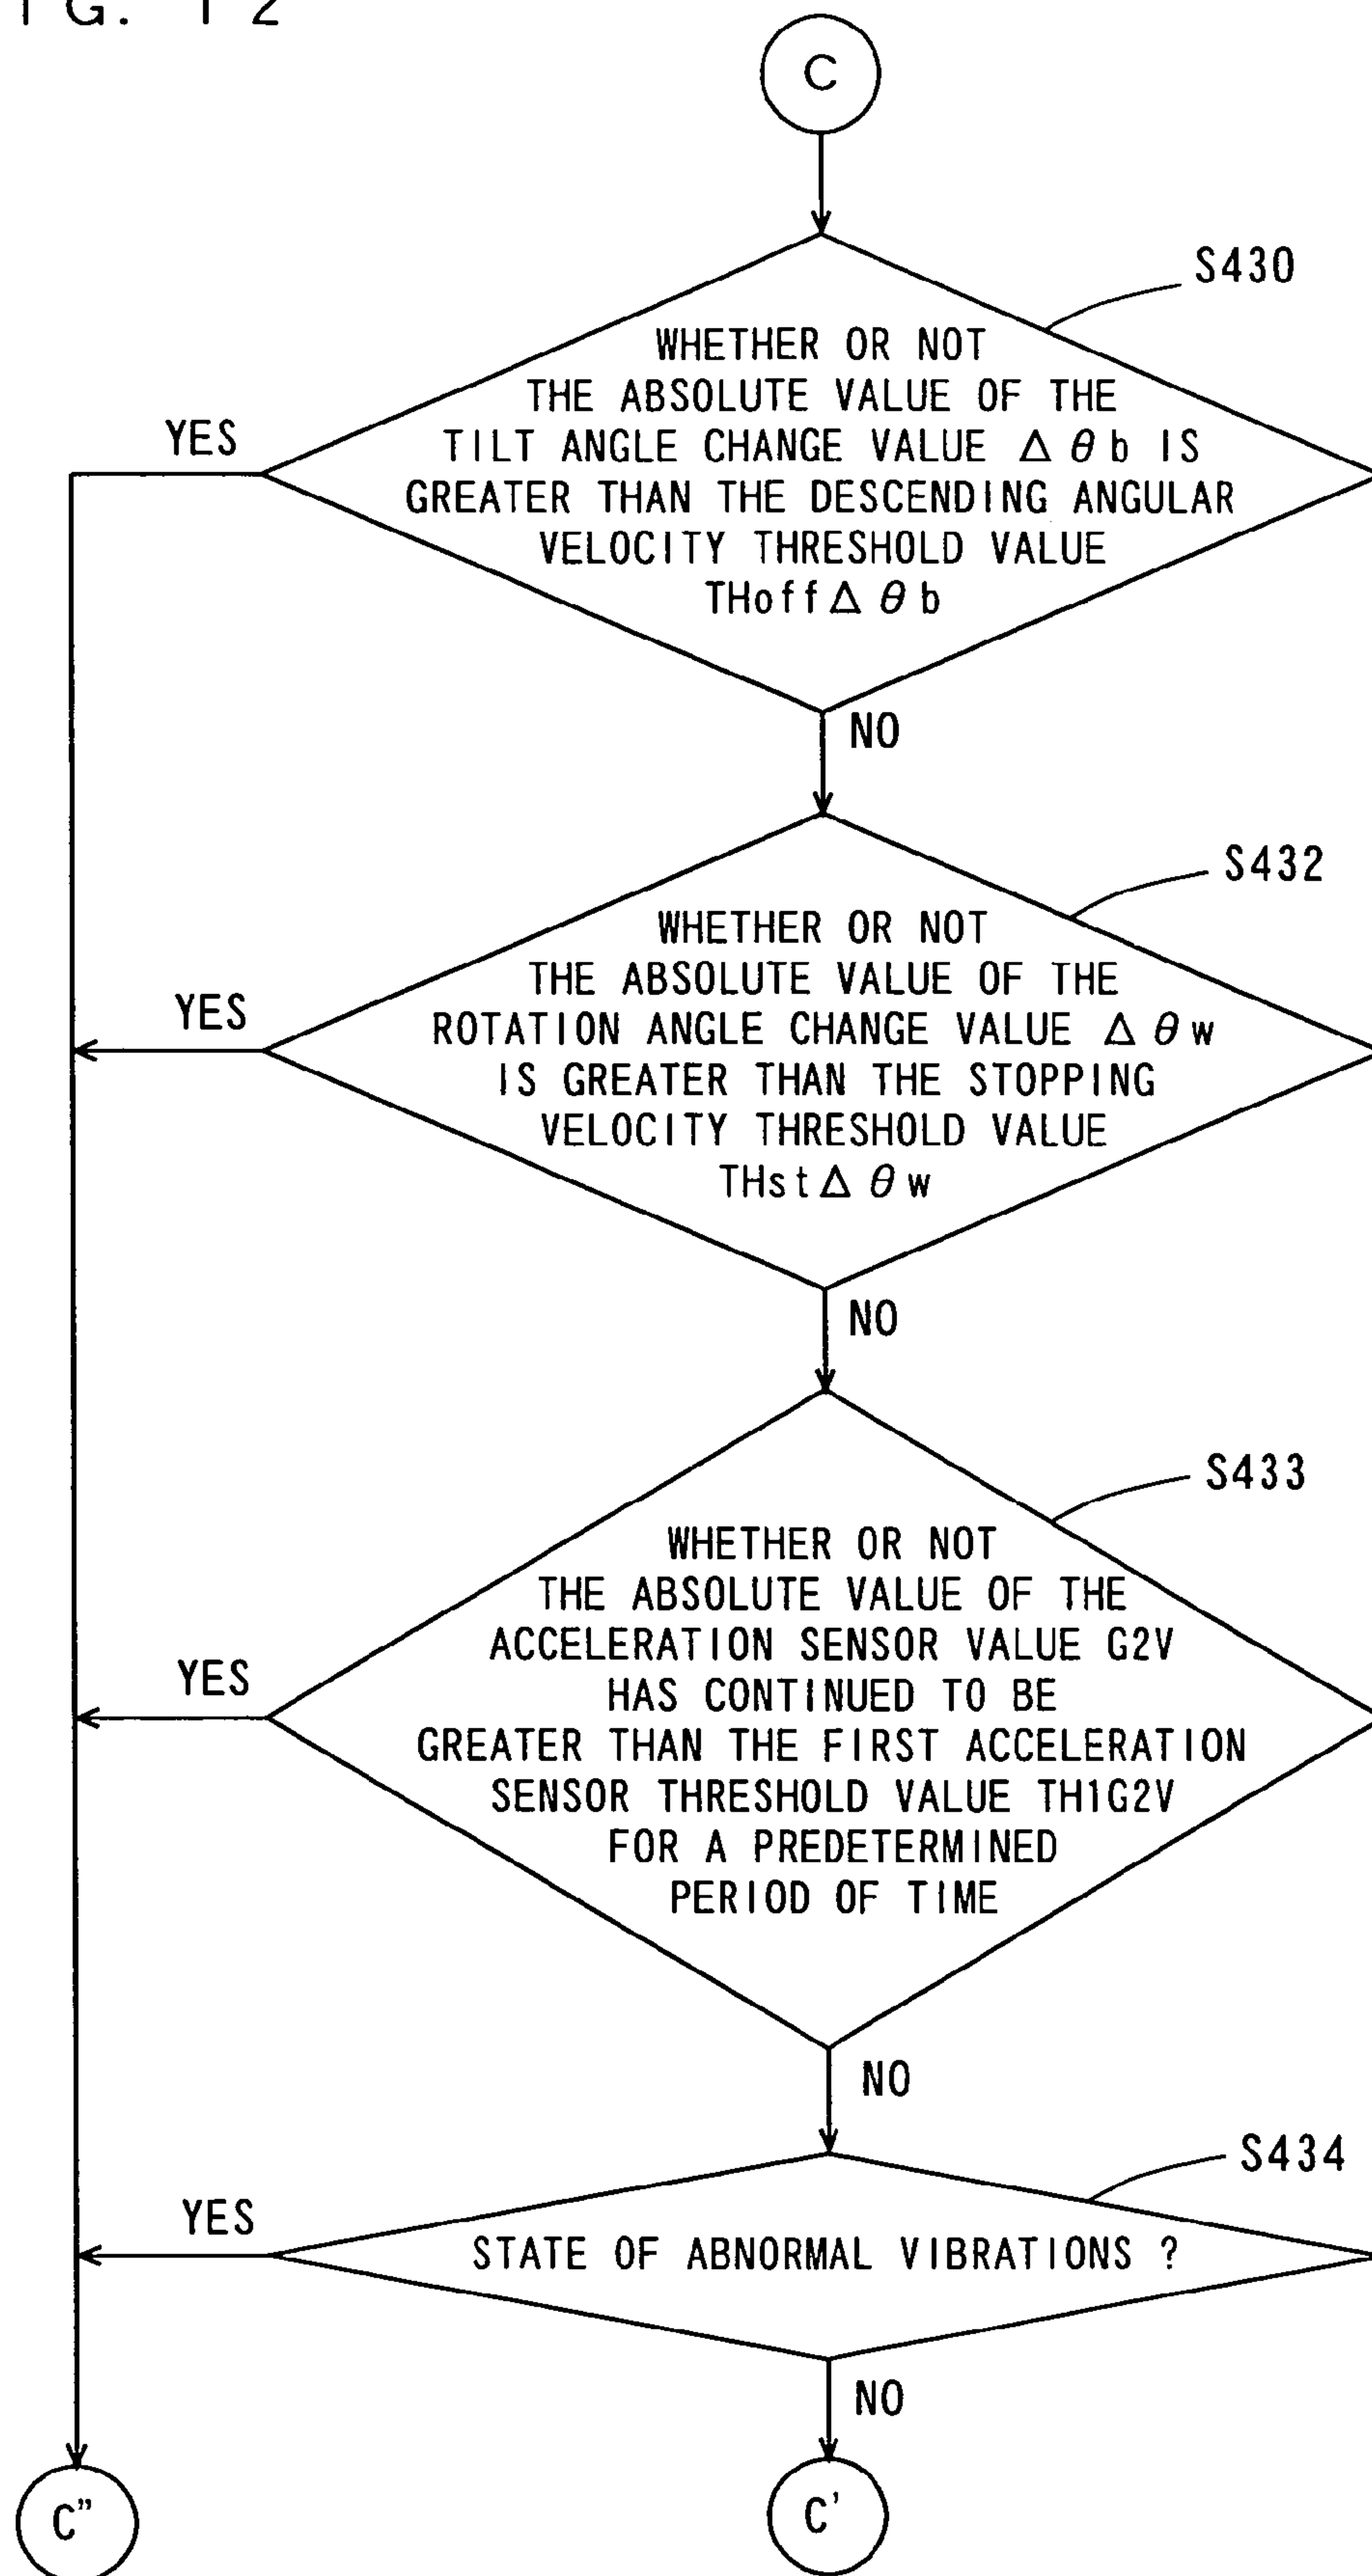 IG. 12
C
S430
WHETHER OR NOT
THE ABSOLUTE VALUE OF THE
TILT ANGLE CHANGE VALUE Δθb IS
GREATER THAN THE DESCENDING ANGULAR
VELOCITY THRESHOLD VALUE
THoffΔθb
YES
NO
S432
WHETHER OR NOT
THE ABSOLUTE VALUE OF THE
ROTATION ANGLE CHANGE VALUE Δθw
IS GREATER THAN THE STOPPING
VELOCITY THRESHOLD VALUE
THstΔθw
YES
NO
S433
WHETHER OR NOT
THE ABSOLUTE VALUE OF THE
ACCELERATION SENSOR VALUE G2V
HAS CONTINUED TO BE
GREATER THAN THE FIRST ACCELERATION
SENSOR THRESHOLD VALUE TH1G2V
FOR A PREDETERMINED
PERIOD OF TIME
YES
NO
S434
STATE OF ABNORMAL VIBRATIONS ?
YES
NO
C"
C'